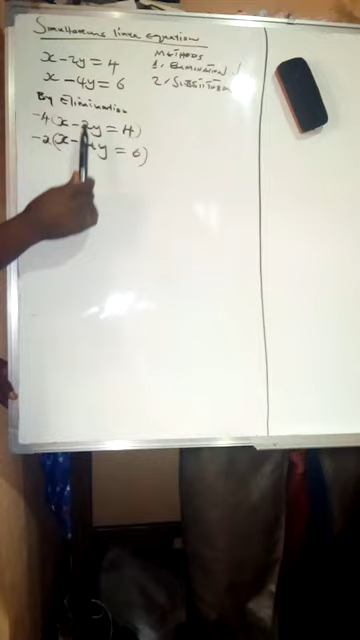 Simultaneous linear equation
x - 2y = 4
x - 4y = 6
METHODS
1. ELIMINATION
2. SUBSTITUTION
By Elimination
-4(x - 2y = 4)
-2(x - 4y = 6)